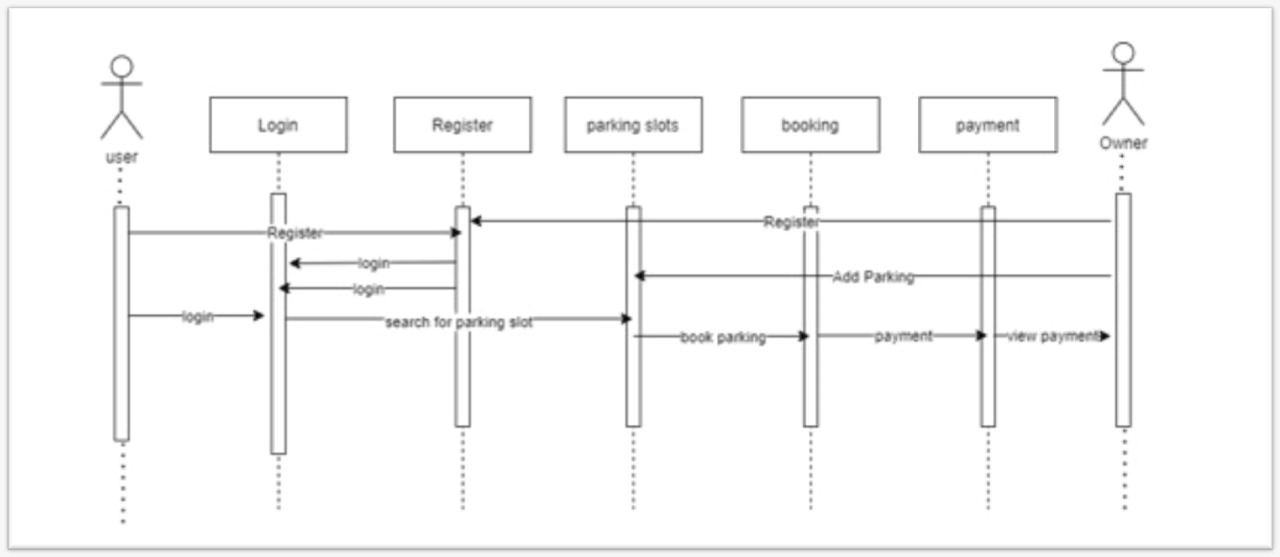 user
Login
Register
parking slots
booking
payment
Owner
Register
Register
login
Add Parking
login
login
search for parking slot
book parking
payment
view payment